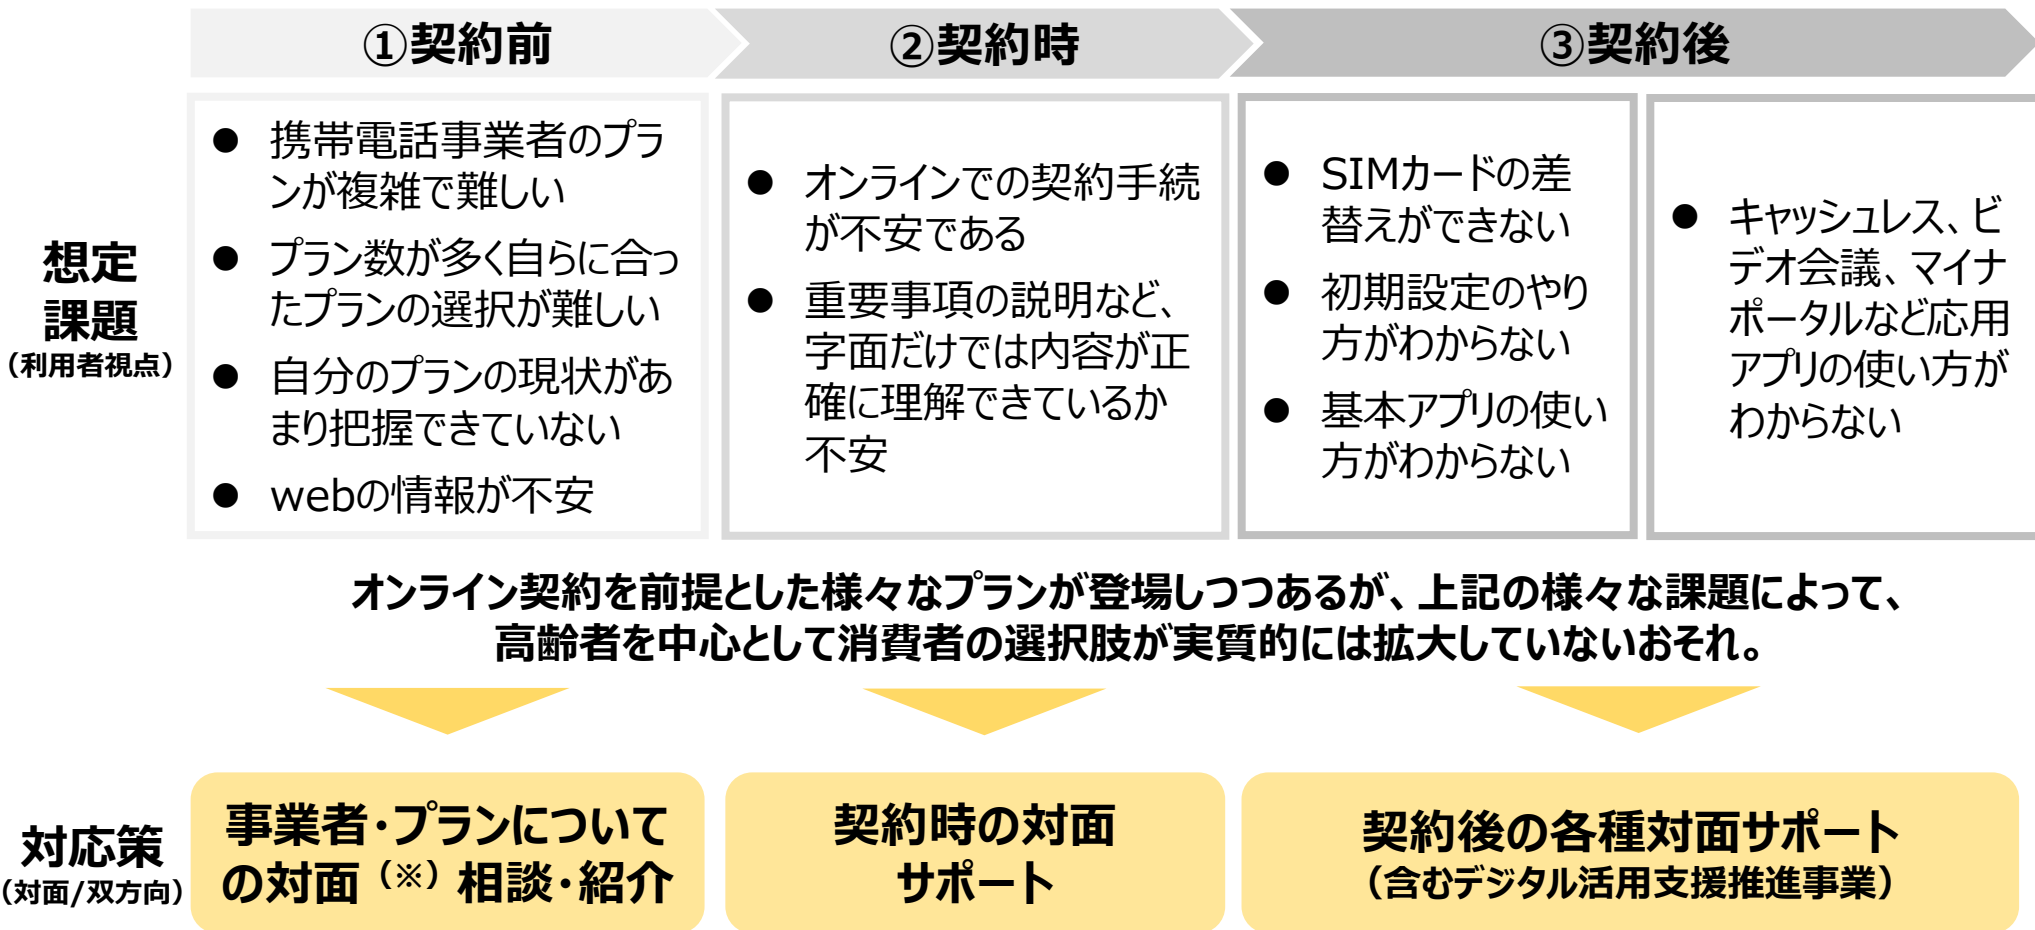 ①契約前
②契約時
③契約後
想定
課題
（利用者視点）
● 携帯電話事業者のプラ
ンが複雑で難しい
● プラン数が多く自らに合っ
たプランの選択が難しい
● 自分のプランの現状があ
まり把握できていない
● webの情報が不安
● オンラインでの契約手続
が不安である
● 重要事項の説明など、
字面だけでは内容が正
確に理解できているか
不安
● SIMカードの差
替えができない
● 初期設定のやり
方がわからない
● 基本アプリの使い
方がわからない
● キャッシュレス、ビ
デオ会議、マイナ
ポータルなど応用
アプリの使い方が
わからない
オンライン契約を前提とした様々なプランが登場しつつあるが、上記の様々な課題によって、
高齢者を中心として消費者の選択肢が実質的には拡大していないおそれ。
対応策
（対面/双方向）
事業者・プランについて
の対面（※）相談・紹介
契約時の対面
サポート
契約後の各種対面サポート
（含むデジタル活用支援推進事業）